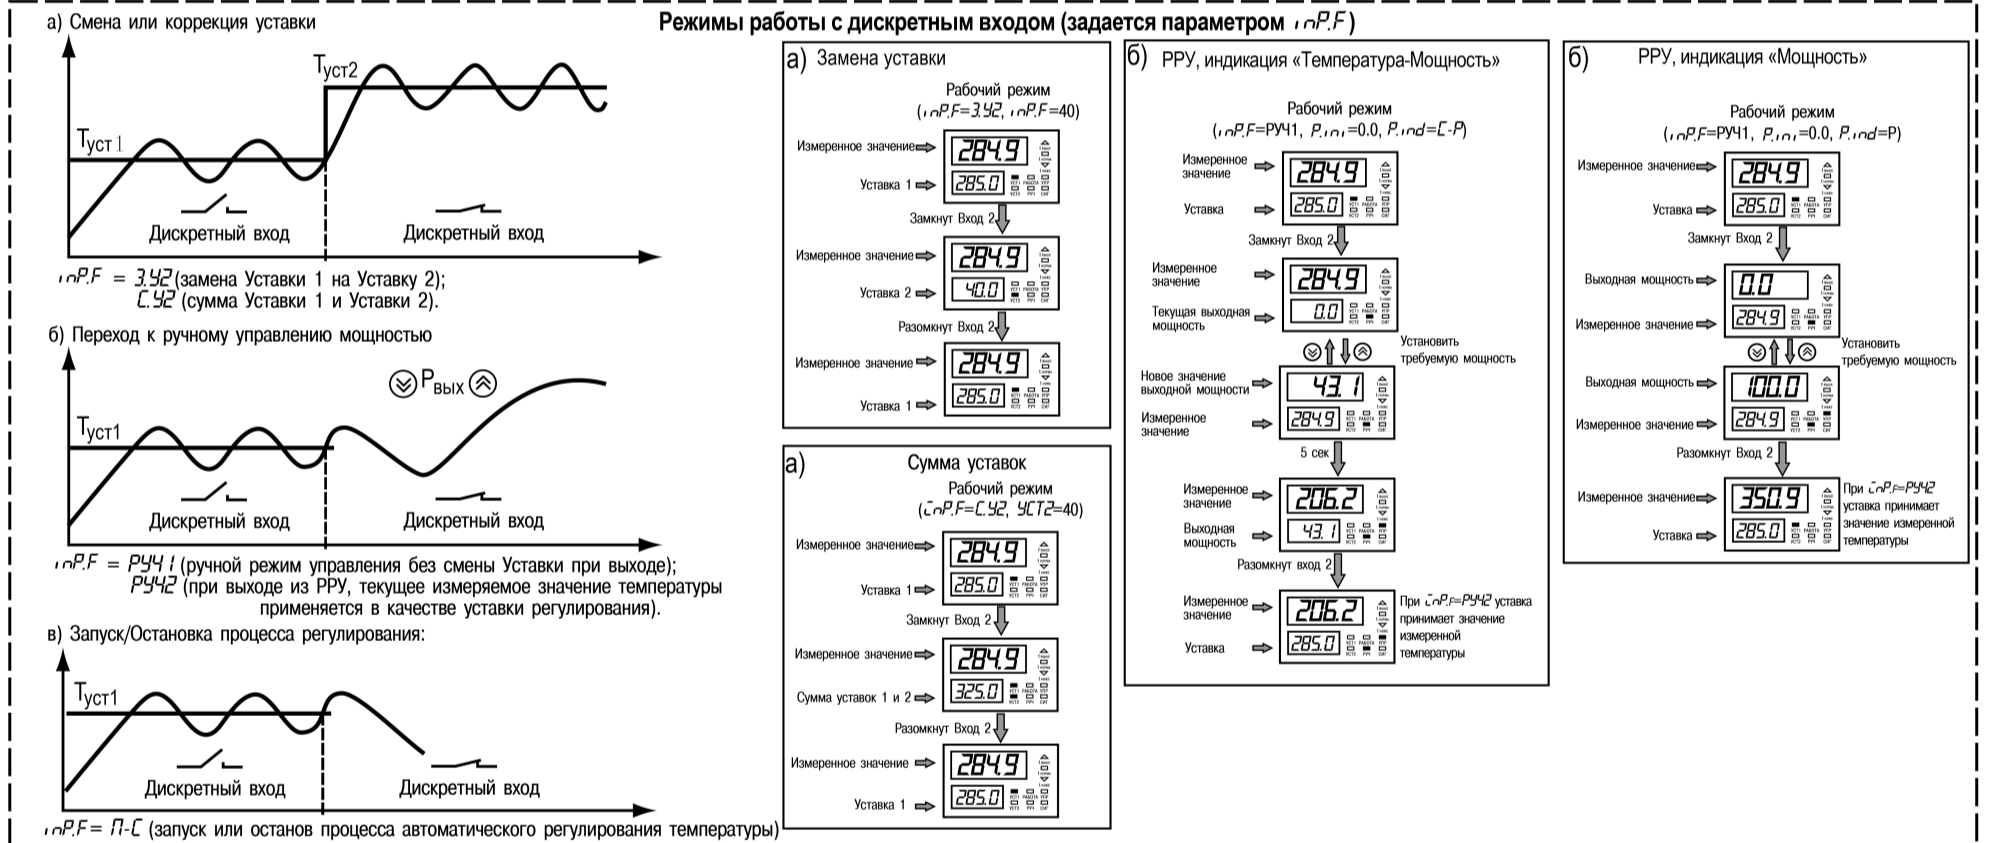 Режимы работы с дискретным входом (задается параметром inP.F)
а) Смена или коррекция уставки
Tуст2
Tуст 1
Дискретный вход
Дискретный вход
inP.F = 3.У2 (замена Уставки 1 на Уставку 2);
С.У2 (сумма Уставки 1 и Уставки 2).
б) Переход к ручному управлению мощностью
Pвых
Tуст1
Дискретный вход
Дискретный вход
inP.F = РУЧ1 (ручной режим управления без смены Уставки при выходе);
РУЧ2 (при выходе из РРУ, текущее измеряемое значение температуры
применяется в качестве уставки регулирования).
в) Запуск/Остановка процесса регулирования:
Tуст1
Дискретный вход
Дискретный вход
inP.F = П-С (запуск или останов процесса автоматического регулирования температуры)
а) Замена уставки
Рабочий режим
(inP.F=3.У2, inP.F=40)
Измеренное значение
284.9
Уставка 1
285.0
Замкнут Вход 2
Измеренное значение
284.9
Уставка 2
40.0
Разомкнут Вход 2
Измеренное значение
284.9
Уставка 1
285.0
а) Сумма уставок
Рабочий режим
(inP.F=С.У2, УСТ2=40)
Измеренное значение
284.9
Уставка 1
285.0
Замкнут Вход 2
Измеренное значение
284.9
Сумма уставок 1 и 2
325.0
Разомкнут Вход 2
Измеренное значение
284.9
Уставка 1
285.0
б) РРУ, индикация «Температура-Мощность»
Рабочий режим
(inP.F=РУЧ1, P.ini=0.0, P.ind=C-P)
Измеренное
значение
284.9
Уставка
285.0
Замкнут Вход 2
Измеренное
значение
284.9
Текущая выходная
мощность
0.0
Установить
требуемую мощность
Новое значение
выходной мощности
43.1
Измеренное
значение
284.9
5 сек
Измеренное
значение
206.2
Выходная
мощность
43.1
Разомкнут вход 2
Измеренное
значение
206.2
Уставка
285.0
При inP.F=РУЧ2 уставка
принимает значение
измеренной
температуры
б) РРУ, индикация «Мощность»
Рабочий режим
(inP.F=РУЧ1, P.ini=0.0, P.ind=P)
Измеренное значение
284.9
Уставка
285.0
Замкнут Вход 2
Выходная мощность
0.0
Измеренное значение
284.9
Установить
требуемую мощность
Выходная мощность
100.0
Измеренное значение
284.9
Разомкнут Вход 2
Измеренное значение
350.9
Уставка
285.0
При inP.F=РУЧ2
уставка принимает
значение измеренной
температуры